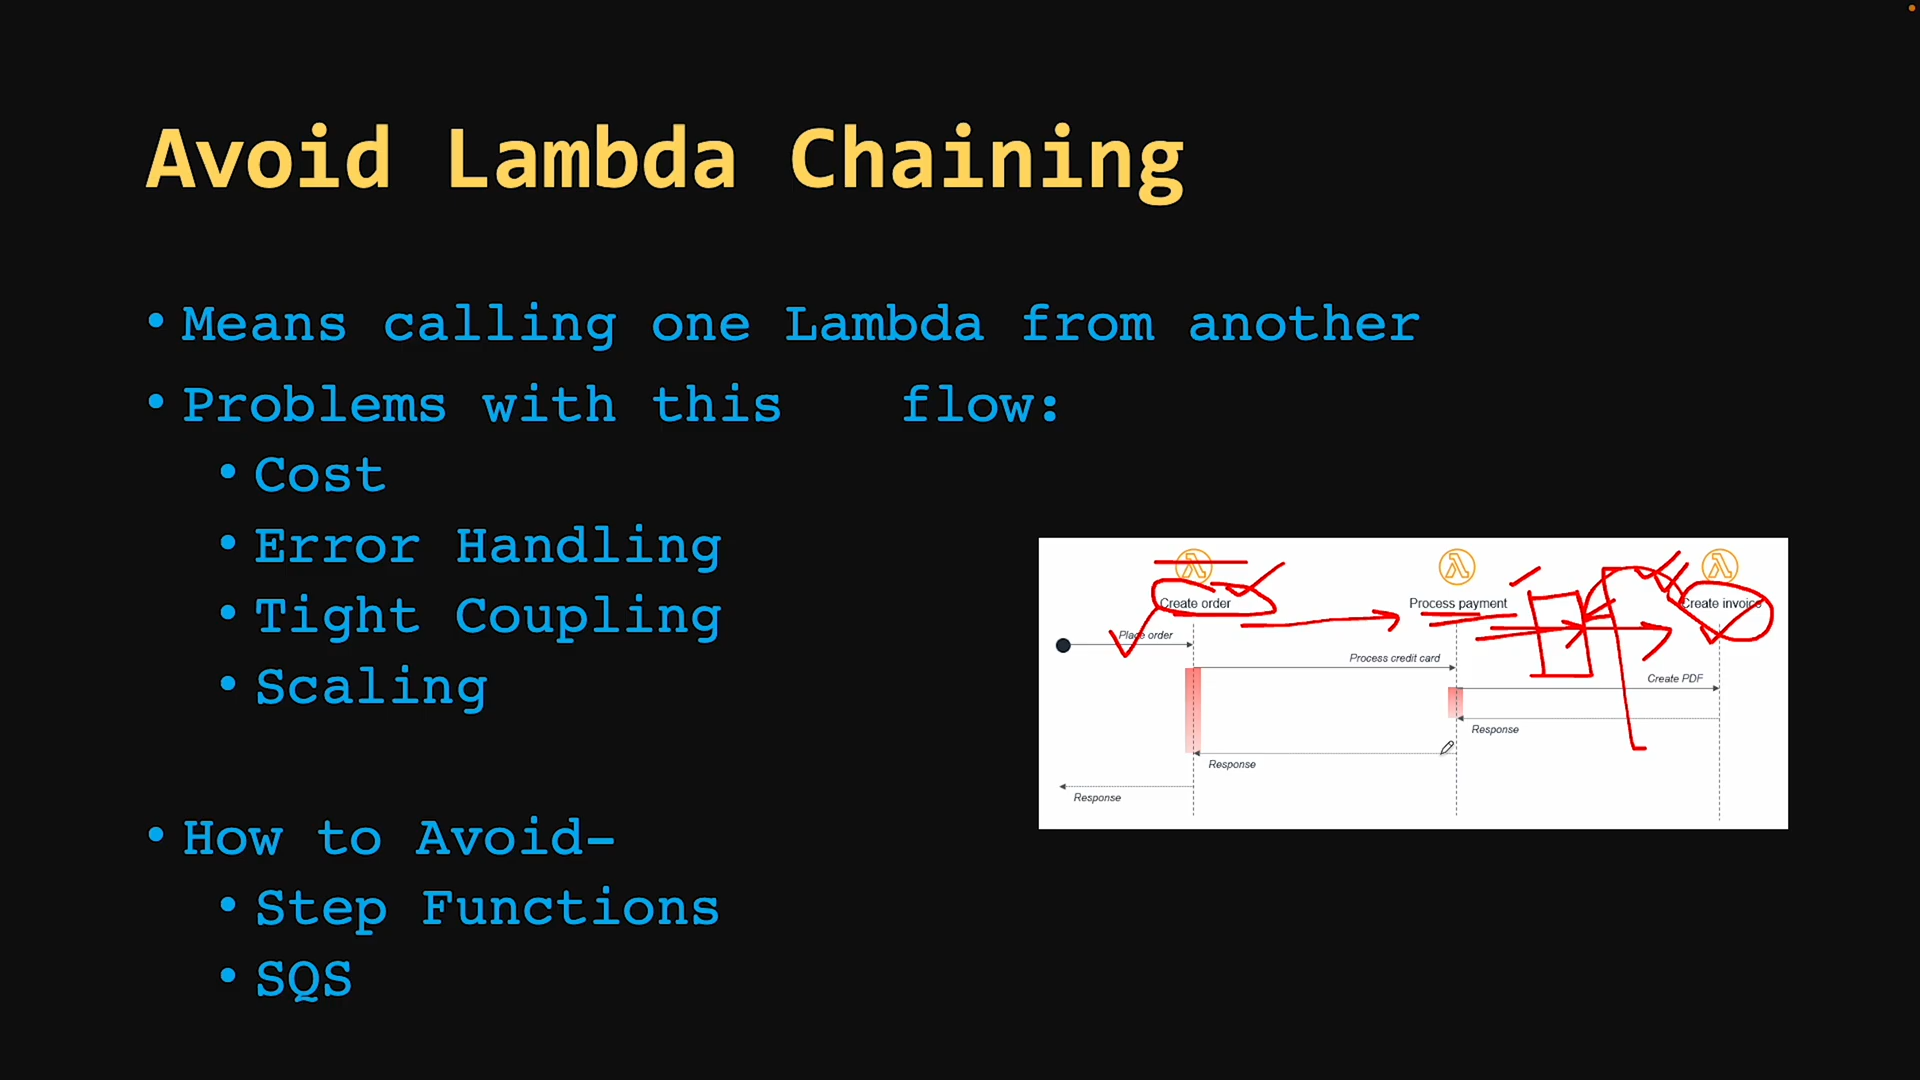 Avoid Lambda Chaining
• Means calling one Lambda from another
• Problems with this flow:
• Cost
• Error Handling
• Tight Coupling
• Scaling
• How to Avoid-
• Step Functions
• SQS
Create order
Process payment
Create invoice
Place order
Process credit card
Create PDF
Response
Response
Response